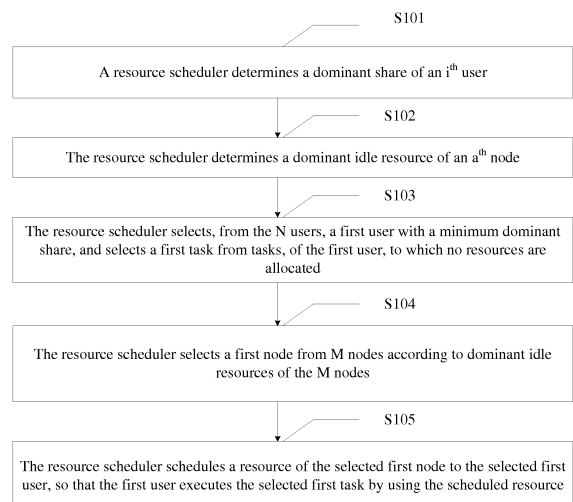 S101
A resource scheduler determines a dominant share of an ith user
S102
The resource scheduler determines a dominant idle resource of an ath node
S103
The resource scheduler selects, from the N users, a first user with a minimum dominant
share, and selects a first task from tasks, of the first user, to which no resources are
allocated
S104
The resource scheduler selects a first node from M nodes according to dominant idle
resources of the M nodes
S105
The resource scheduler schedules a resource of the selected first node to the selected first
user, so that the first user executes the selected first task by using the scheduled resource